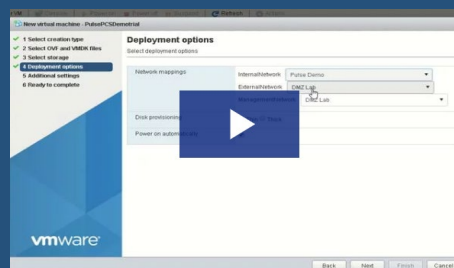 Refresh
New virtual machine - PulsePCSDemotrial
1 Select creation type
2 Select OVF and VMDK files
3 Select storage
4 Deployment options
5 Additional settings
6 Ready to complete
Deployment options
Select deployment options
Network mappings
InternalNetwork Pulse Demo
ExternalNetwork DMZ Lab
DMZ Lab
Disk provisioning
Power on automatically
vmware
Back Next Finish Cancel